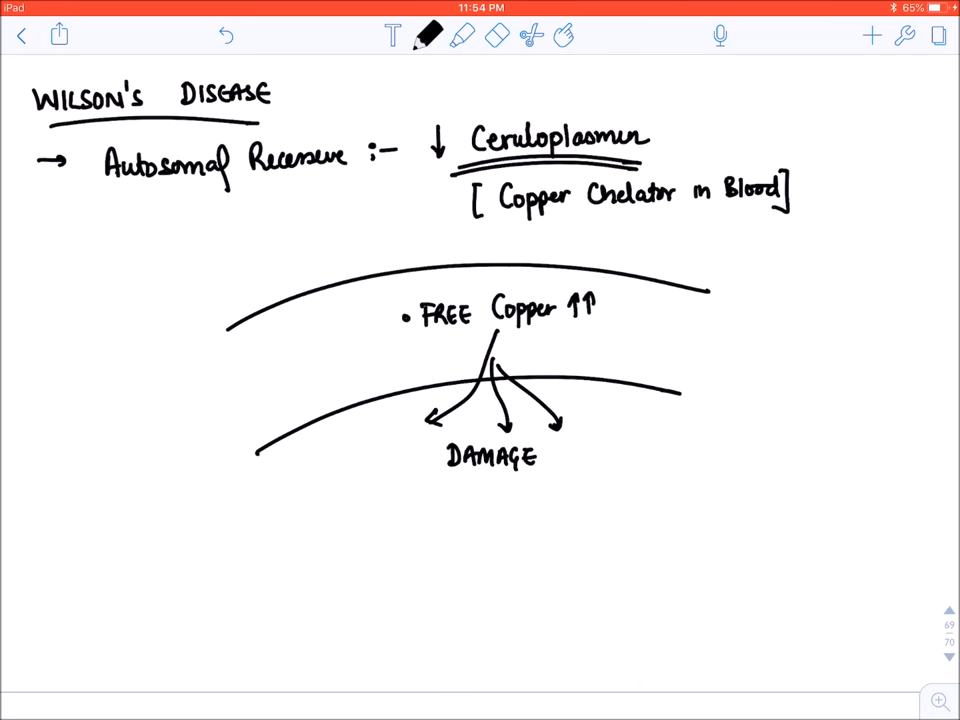 iPad
11:54 PM
65%
T
WILSON'S DISEASE
→ Autosomal Recessive :- ↓ Ceruloplasmin
[ Copper Chelator in Blood ]
• FREE Copper ↑↑
DAMAGE
69
70